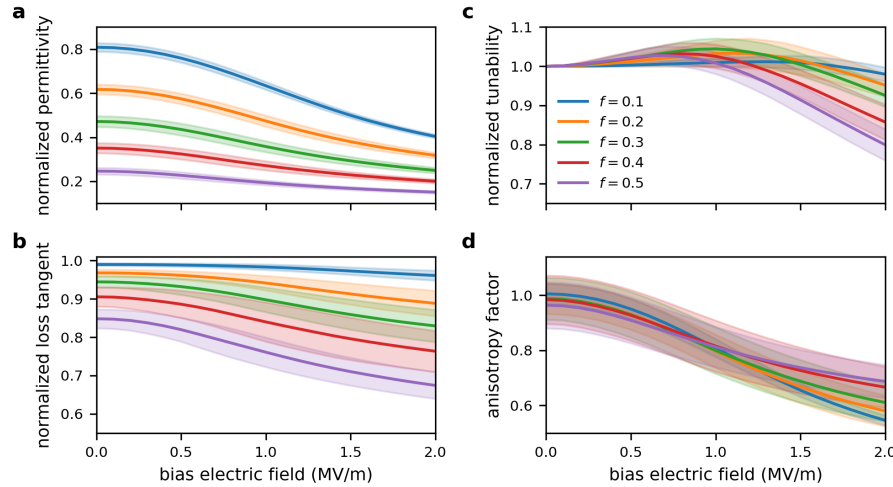 a
normalized permittivity
0.8
0.6
0.4
0.2
c
normalized tunability
1.1
1.0
0.9
0.8
0.7
f = 0.1
f = 0.2
f = 0.3
f = 0.4
f = 0.5
b
normalized loss tangent
1.0
0.9
0.8
0.7
0.6
0.0 0.5 1.0 1.5 2.0
bias electric field (MV/m)
d
anisotropy factor
1.0
0.8
0.6
0.0 0.5 1.0 1.5 2.0
bias electric field (MV/m)